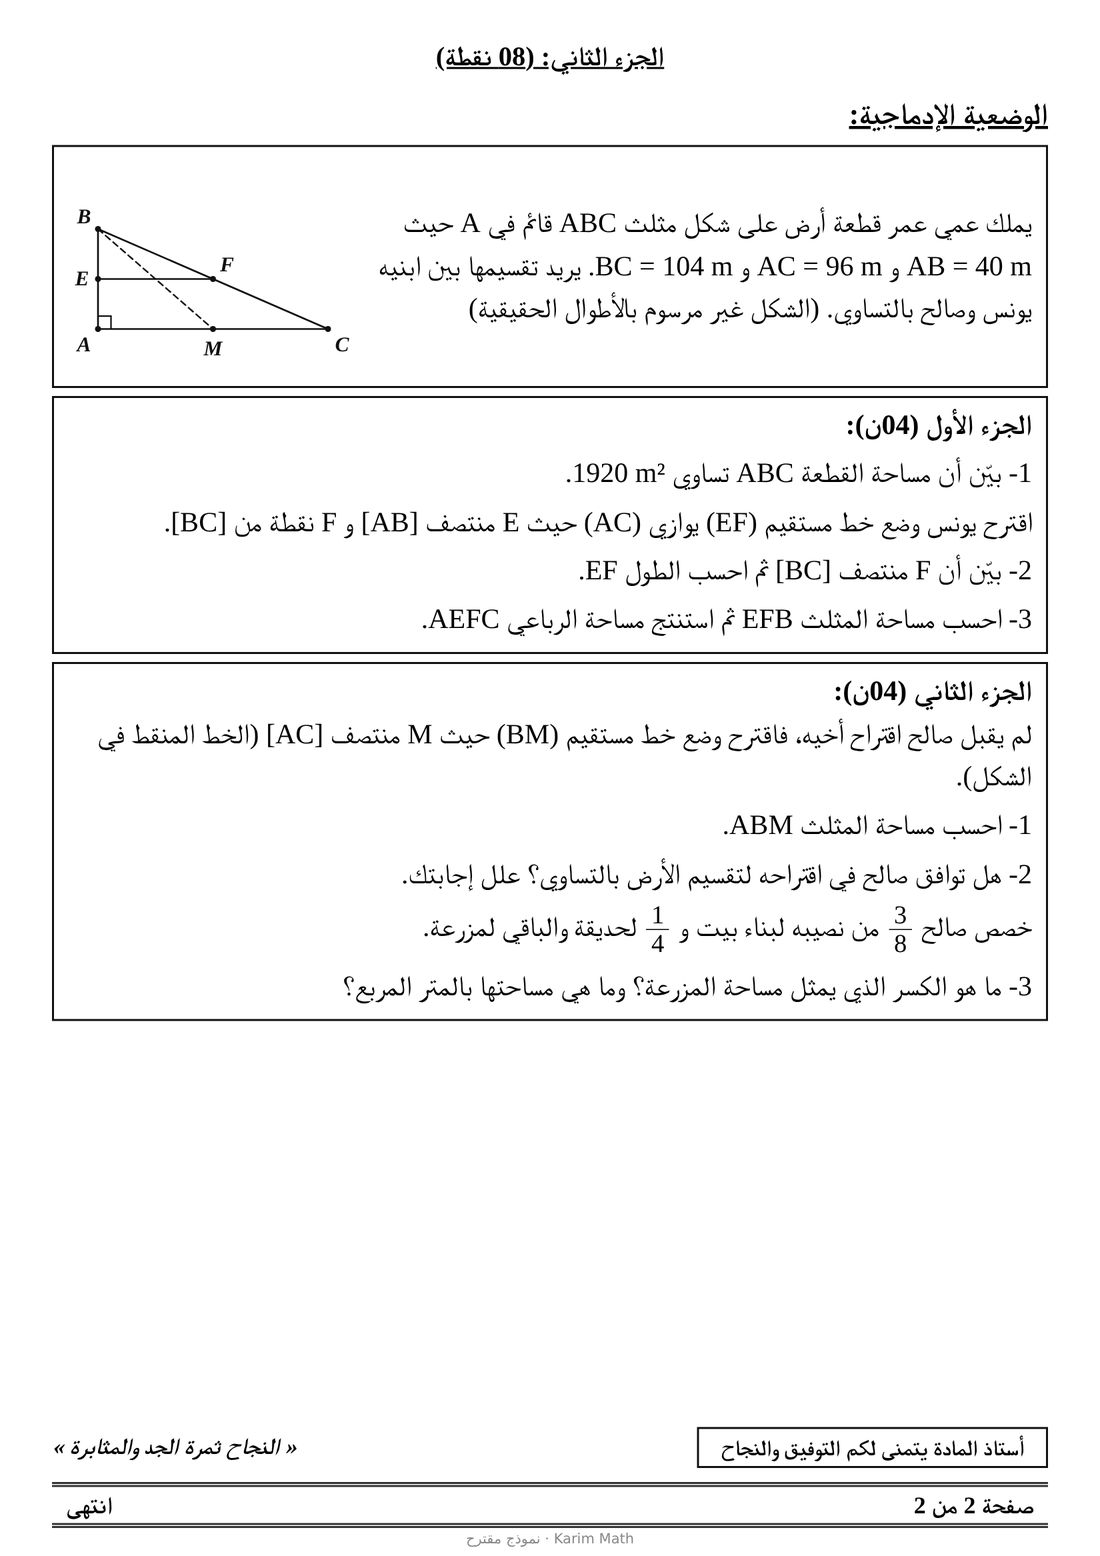 الجزء الثاني: (08 نقطة)
الوضعية الإدماجية:
يملك عمي عمر قطعة أرض على شكل مثلث ABC قائم في A حيث
AB = 40 m و AC = 96 m و BC = 104 m. يريد تقسيمها بين ابنيه
يونس وصالح بالتساوي. (الشكل غير مرسوم بالأطوال الحقيقية)
B
F
E
A
M
C
الجزء الأول (04ن):
1- بيّن أن مساحة القطعة ABC تساوي 1920 m².
اقترح يونس وضع خط مستقيم (EF) يوازي (AC) حيث E منتصف [AB] و F نقطة من [BC].
2- بيّن أن F منتصف [BC] ثم احسب الطول EF.
3- احسب مساحة المثلث EFB ثم استنتج مساحة الرباعي AEFC.
الجزء الثاني (04ن):
لم يقبل صالح اقتراح أخيه، فاقترح وضع خط مستقيم (BM) حيث M منتصف [AC] (الخط المنقط في
الشكل).
1- احسب مساحة المثلث ABM.
2- هل توافق صالح في اقتراحه لتقسيم الأرض بالتساوي؟ علل إجابتك.
خصص صالح 3/8 من نصيبه لبناء بيت و 1/4 لحديقة والباقي لمزرعة.
3- ما هو الكسر الذي يمثل مساحة المزرعة؟ وما هي مساحتها بالمتر المربع؟
أستاذ المادة يتمنى لكم التوفيق والنجاح
« النجاح ثمرة الجد والمثابرة »
صفحة 2 من 2
انتهى
Karim Math · نموذج مقترح